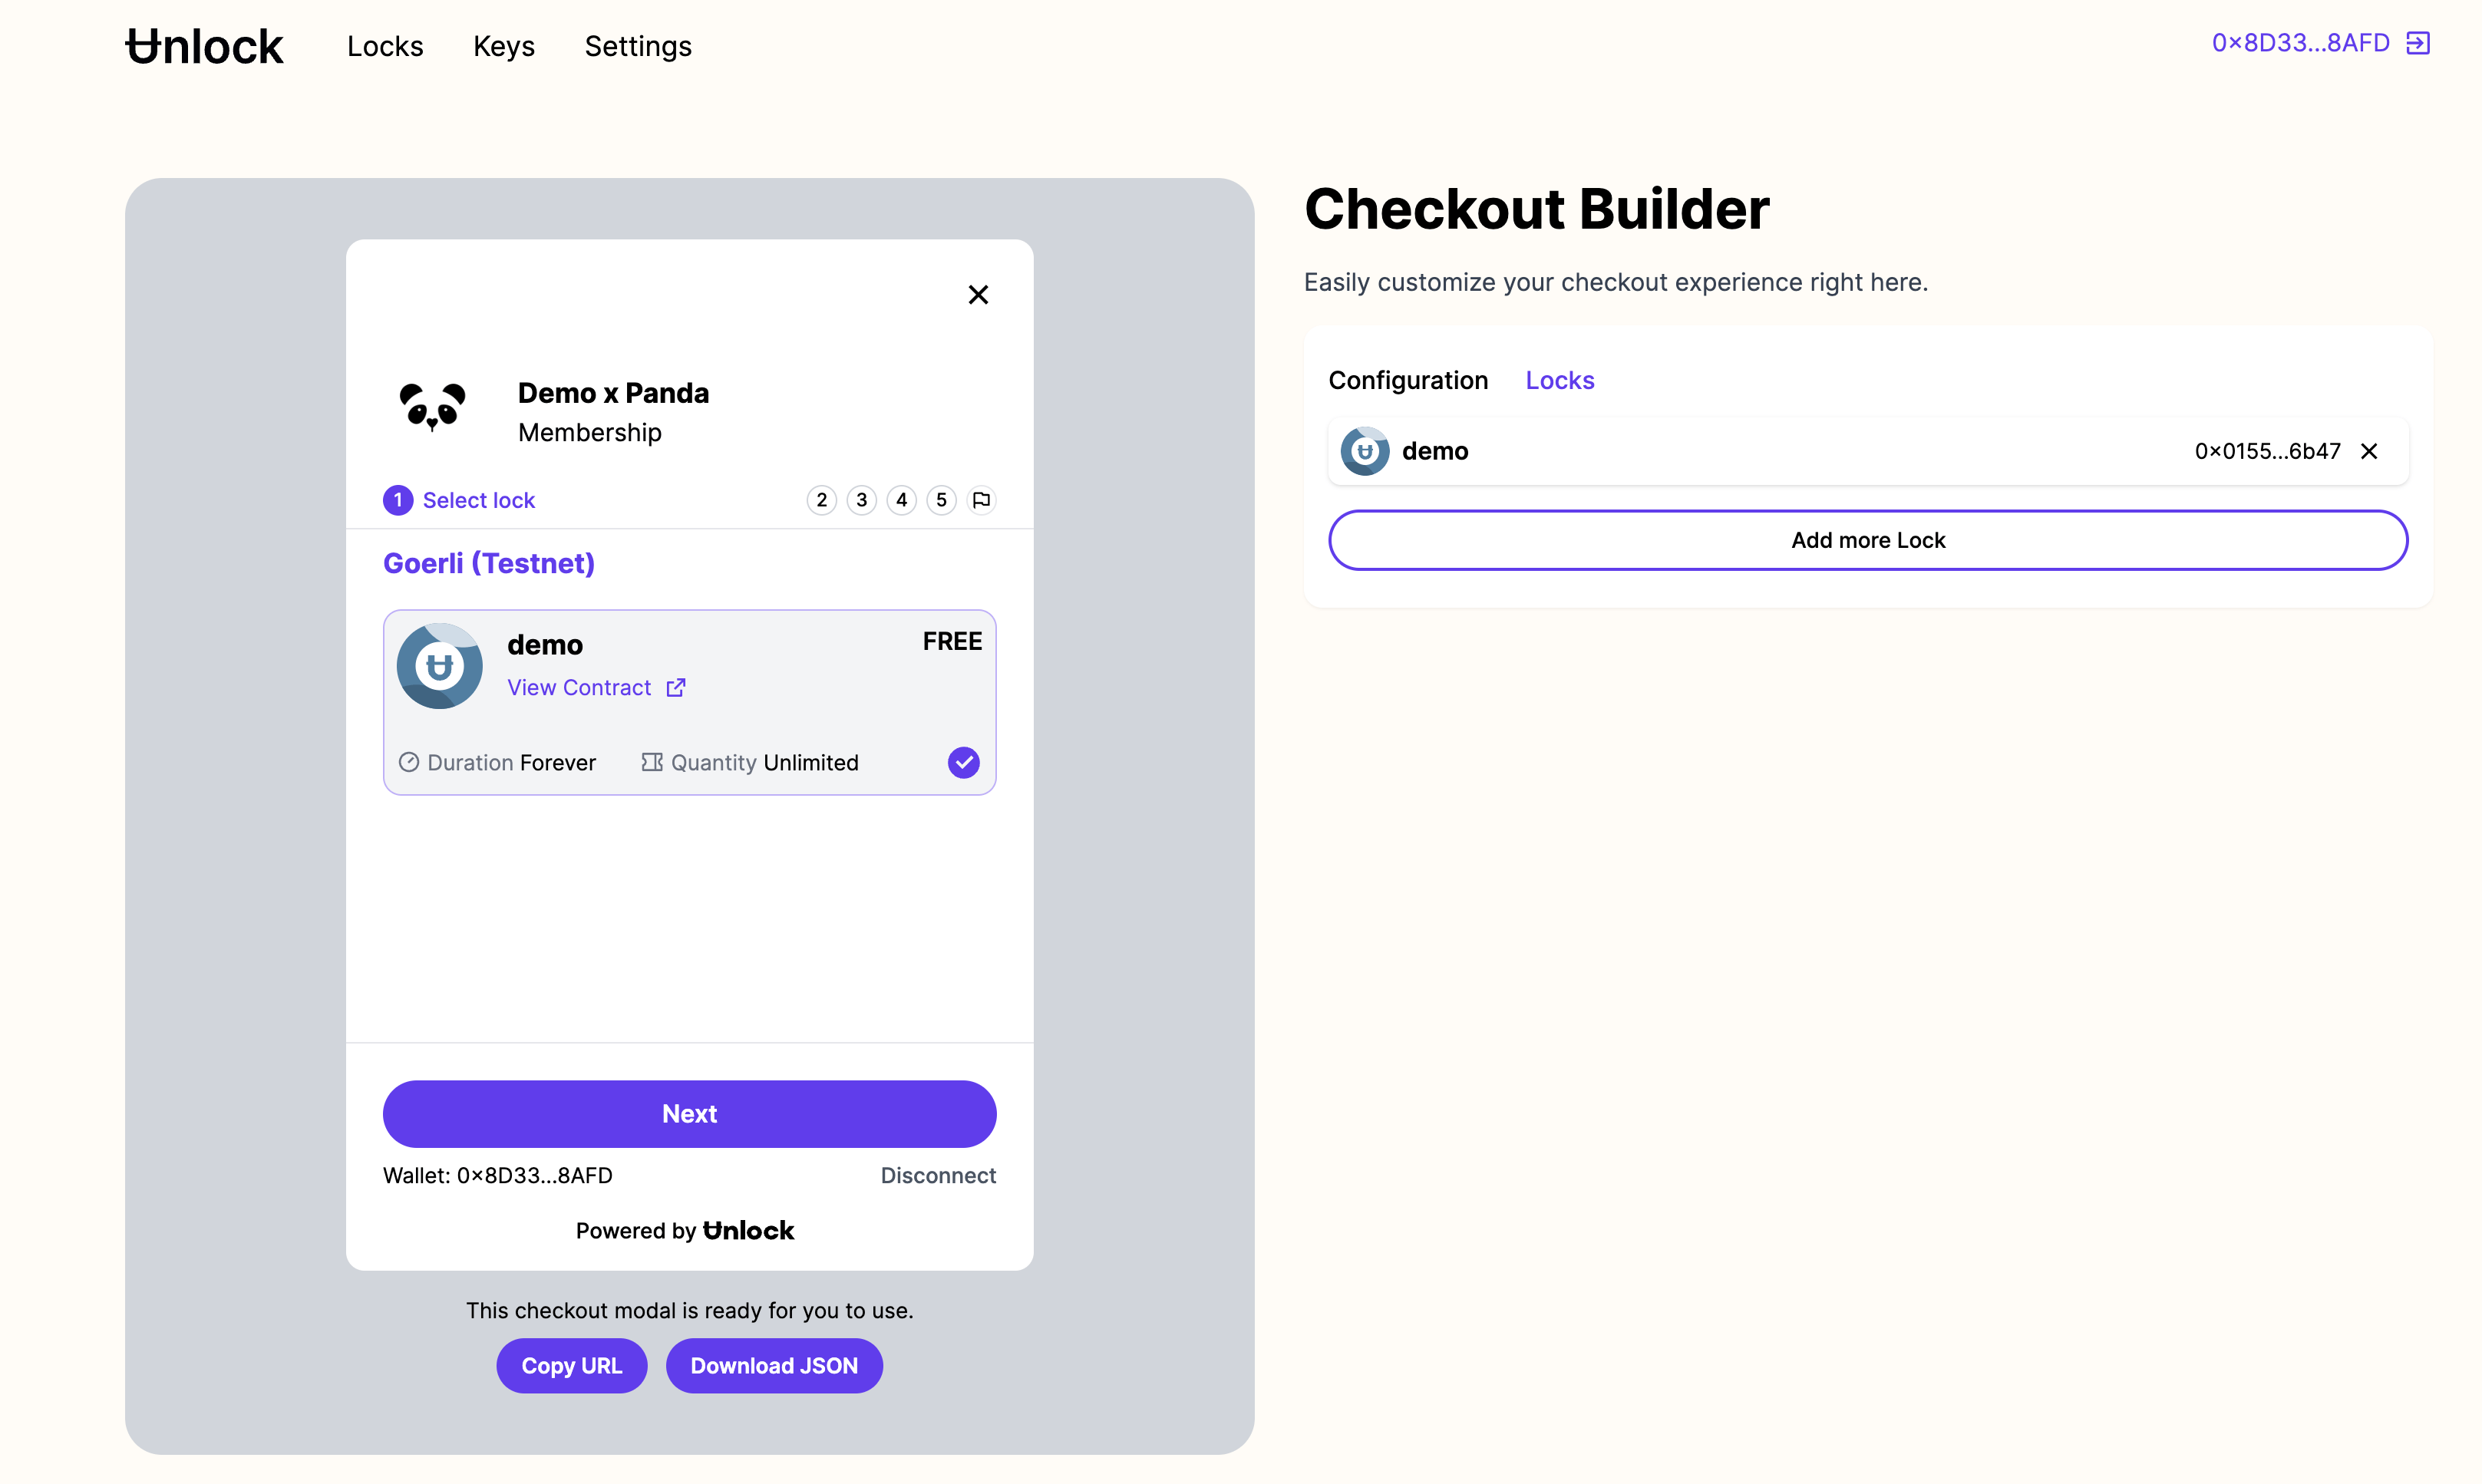 Unlock
Locks
Keys
Settings
0x8D33...8AFD
Demo x Panda
Membership
1 Select lock
2 3 4 5
Goerli (Testnet)
demo
FREE
View Contract
Duration Forever
Quantity Unlimited
Next
Wallet: 0x8D33...8AFD
Disconnect
Powered by Unlock
This checkout modal is ready for you to use.
Copy URL
Download JSON
Checkout Builder
Easily customize your checkout experience right here.
Configuration
Locks
demo
0x0155...6b47
Add more Lock